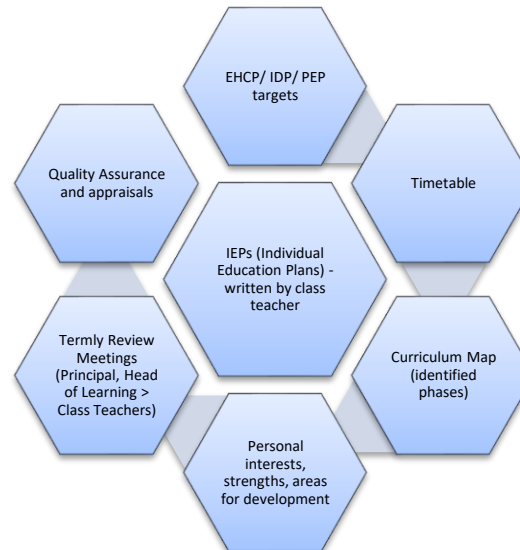 EHCP/ IDP/ PEP
targets
Quality Assurance
and appraisals
Timetable
IEPs (Individual
Education Plans) -
written by class
teacher
Termly Review
Meetings
(Principal, Head
of Learning >
Class Teachers)
Curriculum Map
(identified
phases)
Personal
interests,
strengths, areas
for development